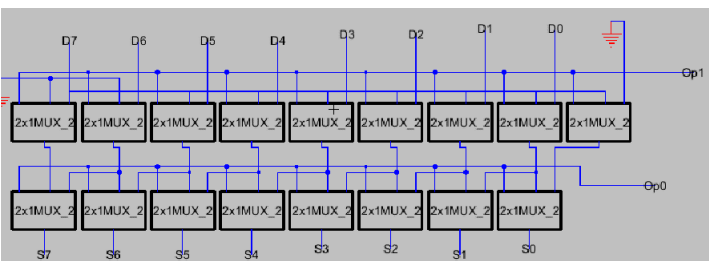 D7 D6 D5 D4 D3 D2 D1 D0
Op1
2x1MUX_2 2x1MUX_2 2x1MUX_2 2x1MUX_2 2x1MUX_2 2x1MUX_2 2x1MUX_2 2x1MUX_2 2x1MUX_2
Op0
2x1MUX_2 2x1MUX_2 2x1MUX_2 2x1MUX_2 2x1MUX_2 2x1MUX_2 2x1MUX_2 2x1MUX_2
S7 S6 S5 S4 S3 S2 S1 S0